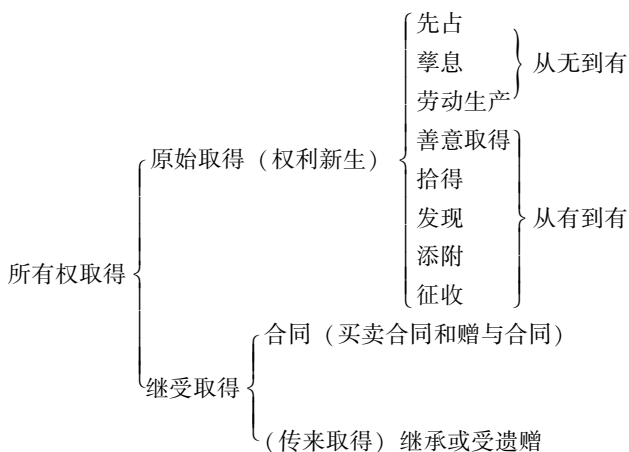 先占
孳息
从无到有
劳动生产
善意取得
原始取得（权利新生）
拾得
发现
从有到有
添附
所有权取得
征收
合同（买卖合同和赠与合同）
继受取得
（传来取得）继承或受遗赠